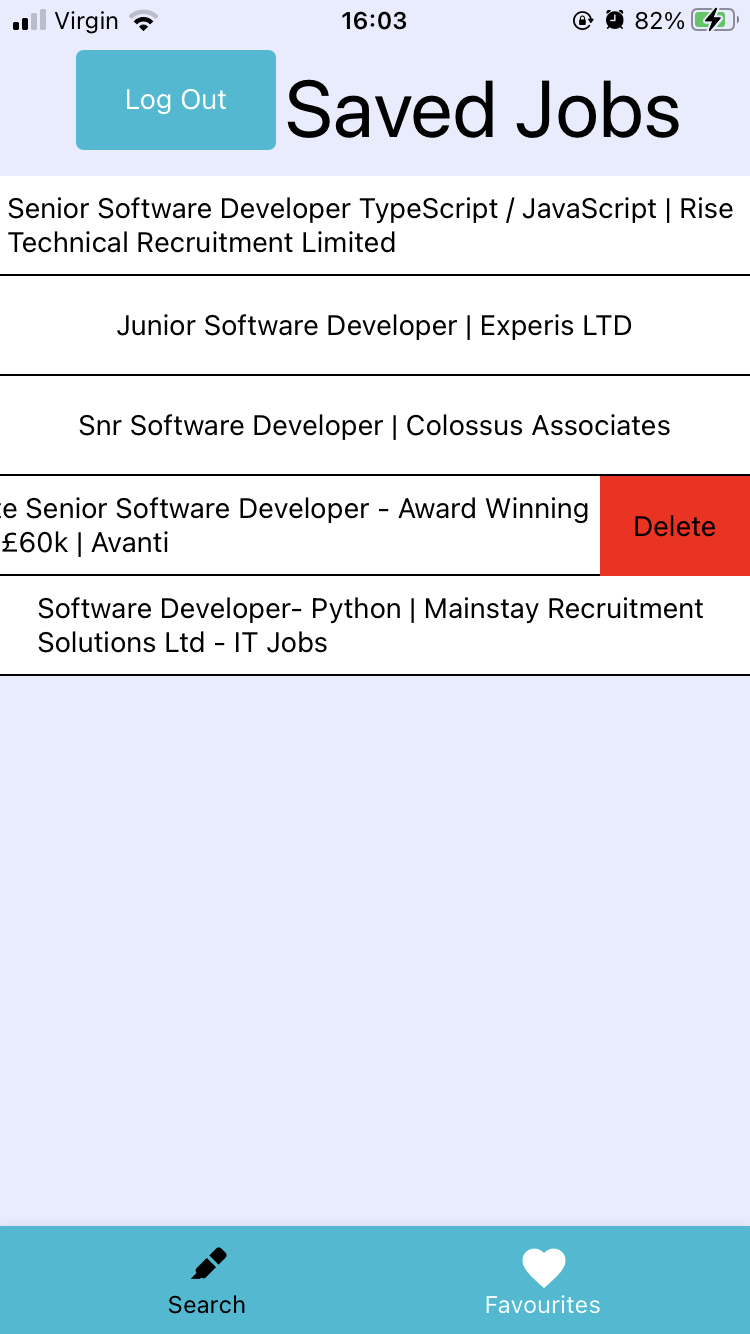 Virgin 16:03 82%
Log Out Saved Jobs
Senior Software Developer TypeScript / JavaScript | Rise
Technical Recruitment Limited
Junior Software Developer | Experis LTD
Snr Software Developer | Colossus Associates
Senior Software Developer - Award Winning
£60k | Avanti
Delete
Software Developer- Python | Mainstay Recruitment
Solutions Ltd - IT Jobs
Search Favourites